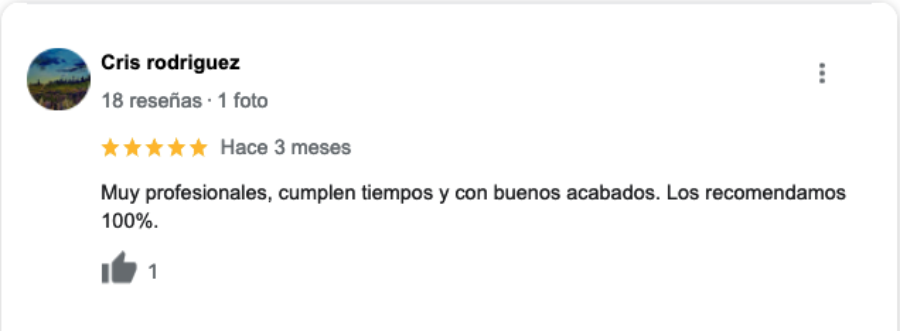 Cris rodriguez
18 reseñas · 1 foto
Hace 3 meses
Muy profesionales, cumplen tiempos y con buenos acabados. Los recomendamos
100%.
1